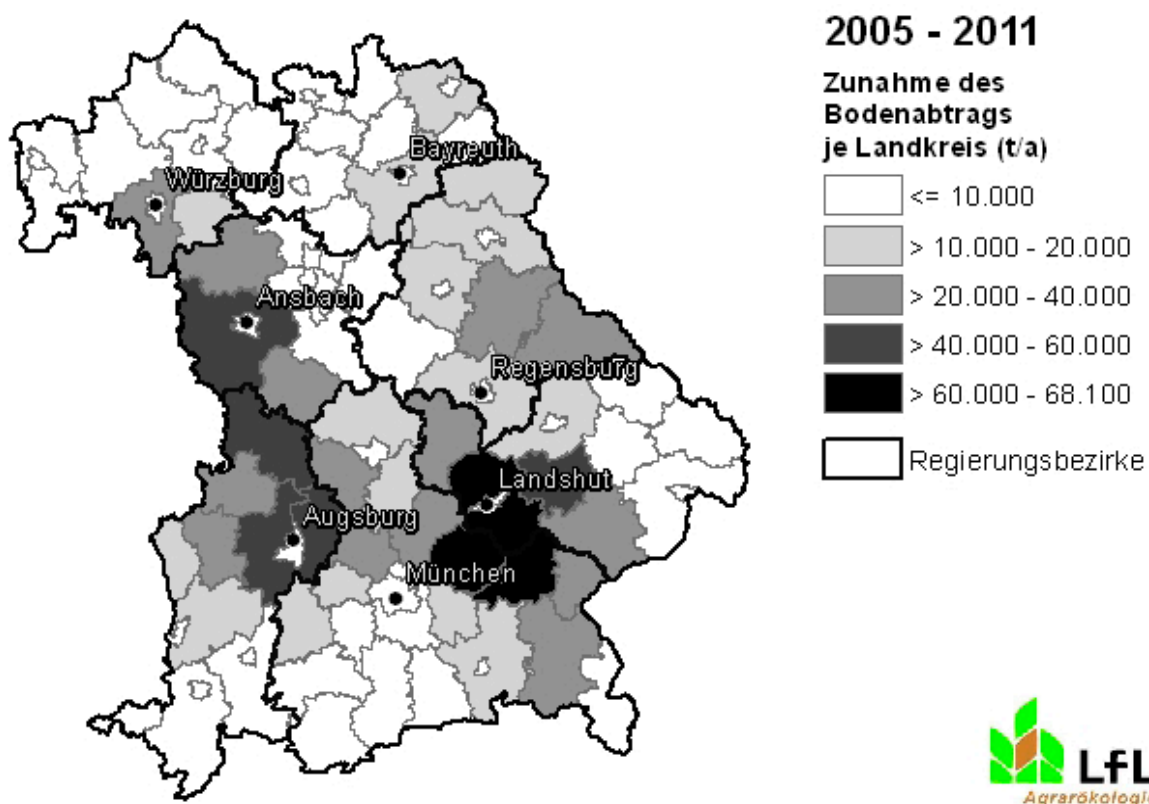 2005 - 2011
Zunahme des
Bodenabtrags
je Landkreis (t/a)
<= 10.000
> 10.000 - 20.000
> 20.000 - 40.000
> 40.000 - 60.000
> 60.000 - 68.100
Regierungsbezirke
Bayreuth
Würzburg
Ansbach
Regensburg
Landshut
Augsburg
München
LfL
Agrarökologie